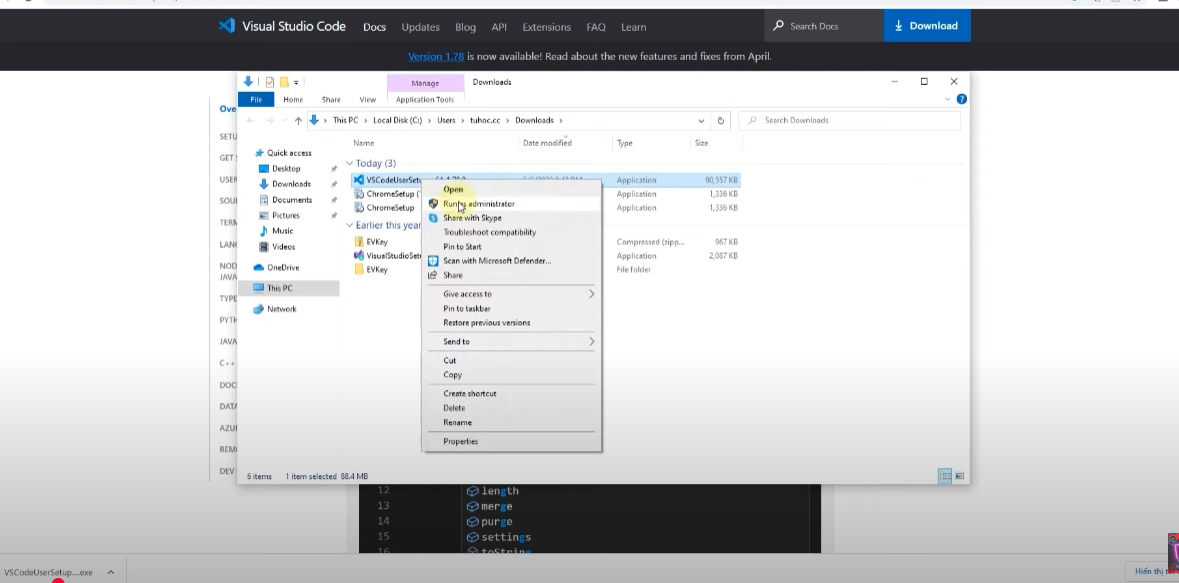 Visual Studio Code Docs Updates Blog API Extensions FAQ Learn Search Docs Download
Version 1.78 is now available! Read about the new features and fixes from April.
Manage Downloads
File Home Share View Application Tools
This PC > Local Disk (C:) > Users > tuhoc.cc > Downloads > Search Downloads
Name Date modified Type Size
Quick access
Desktop
Downloads
Documents
Pictures
Music
Videos
OneDrive
This PC
Network
Today (3)
VSCodeUserSetu Application 90,557 KB
ChromeSetup ( Application 1,336 KB
ChromeSetup Application 1,336 KB
Earlier this year
EVKey Compressed (zipp... 967 KB
VisualStudioSetu Application 2,087 KB
EVKey File folder
Open
Run as administrator
Share with Skype
Troubleshoot compatibility
Pin to Start
Scan with Microsoft Defender...
Share
Give access to
Pin to taskbar
Restore previous versions
Send to
Cut
Copy
Create shortcut
Delete
Rename
Properties
6 items 1 item selected 88.4 MB
Ove
SETU
GET
USER
SOU
TERM
LANG
NOD
JAVA
TYPE
PYTH
JAVA
C++
DOC
DATA
AZUR
REMO
DEV
12 length
13 merge
14 purge
15 settings
16 toString
VSCodeUserSetup....exe
Hiển thị